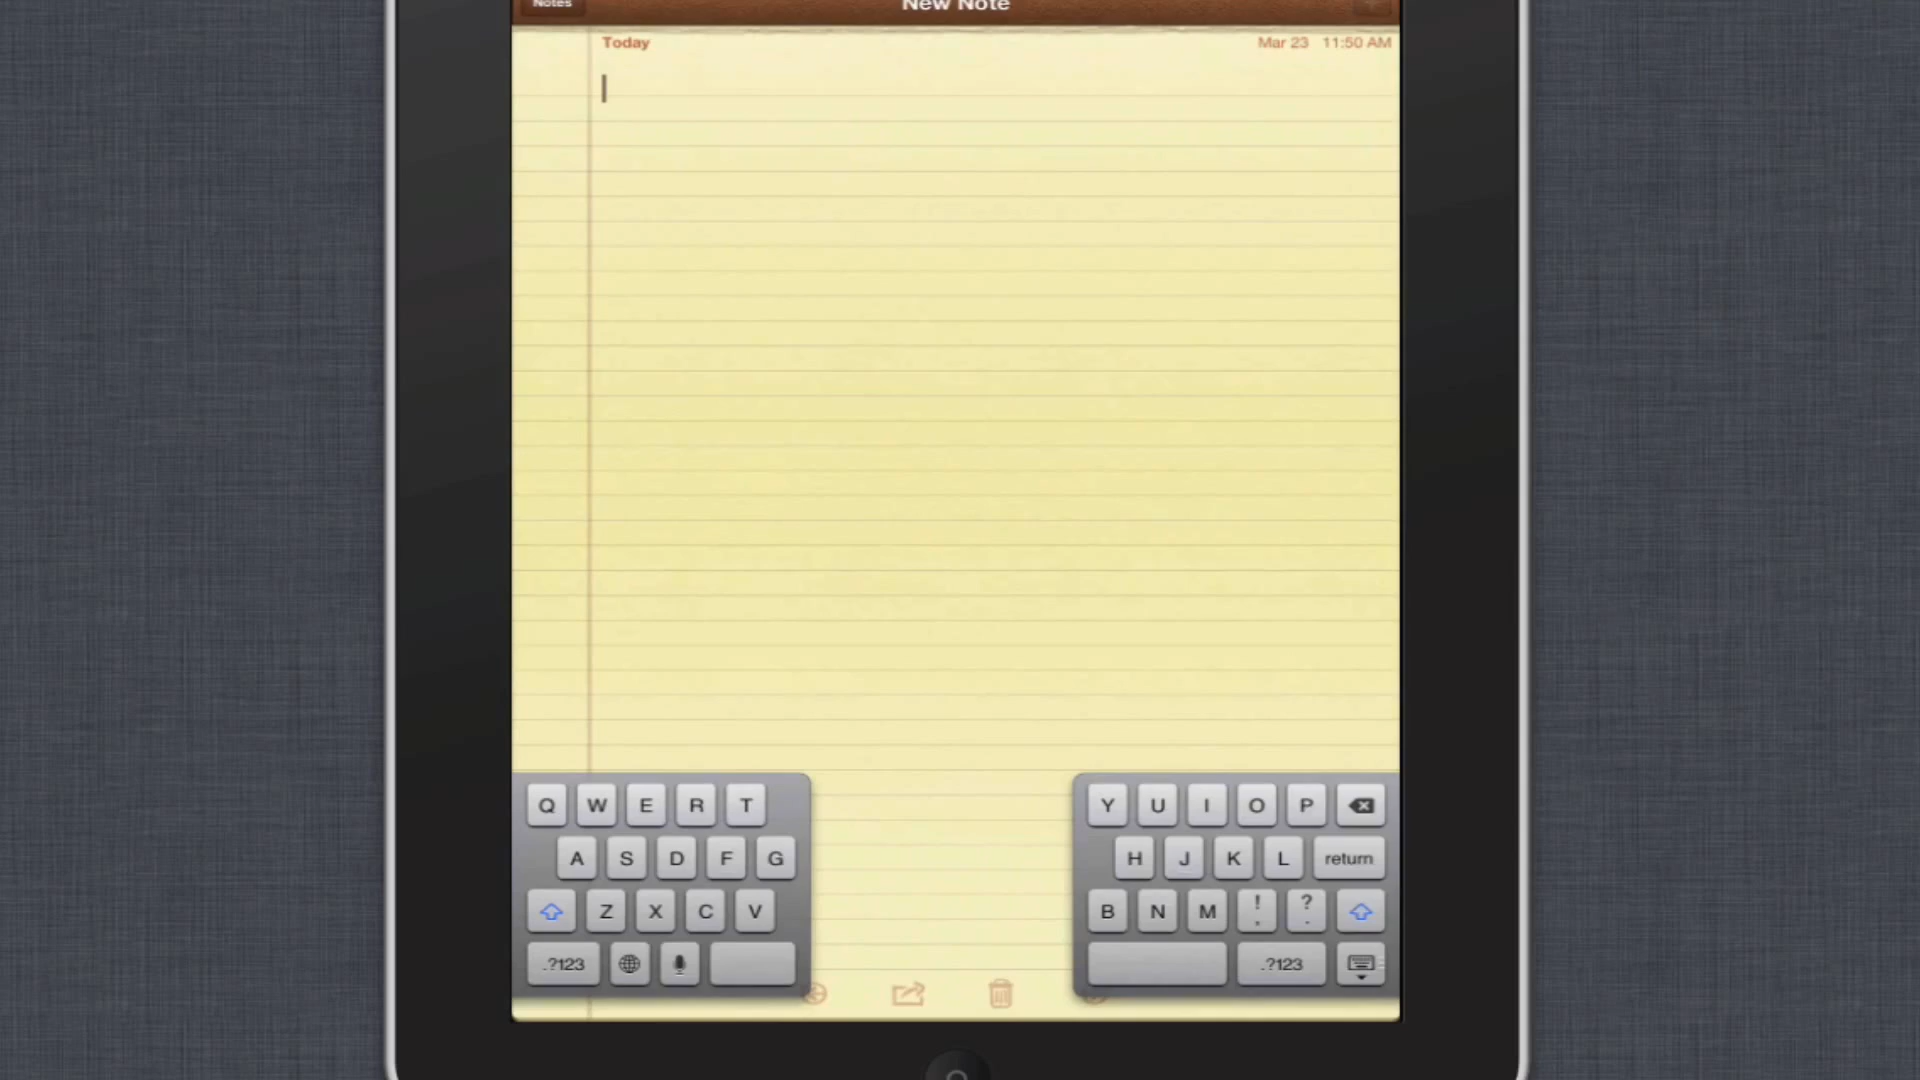 Notes New Note
Today Mar 23 11:50 AM
Q W E R T Y U I O P
A S D F G H J K L return
Z X C V B N M ! , ? .
.?123 .?123